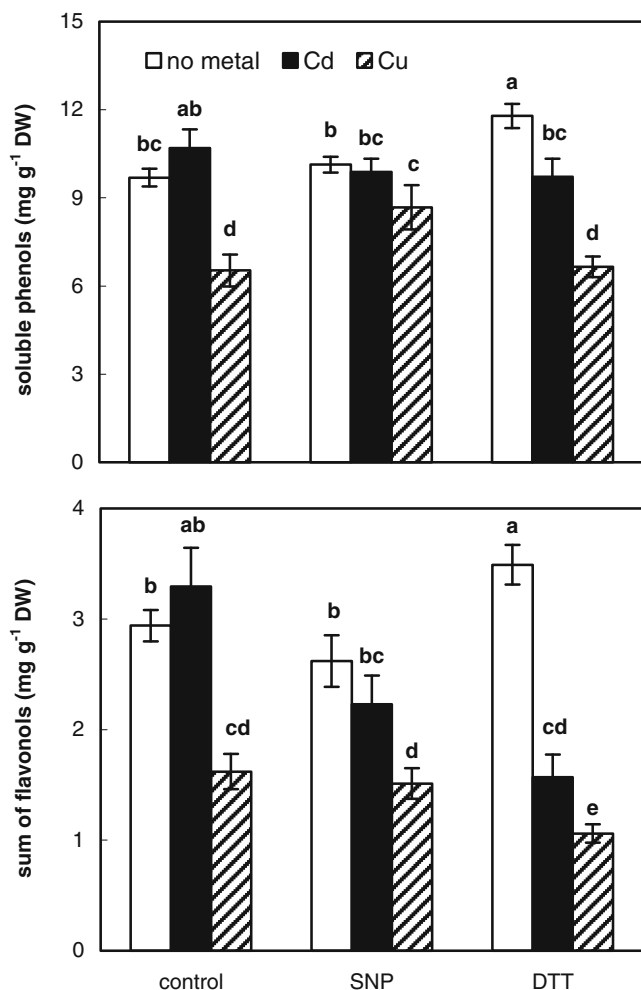 15
no metal Cd Cu
a
12
ab
b
bc
bc
bc
c
9
d
d
6
3
0
soluble phenols (mg g-1 DW)
4
ab
a
b
b
3
bc
cd
cd
d
2
e
1
0
sum of flavonols (mg g-1 DW)
control SNP DTT